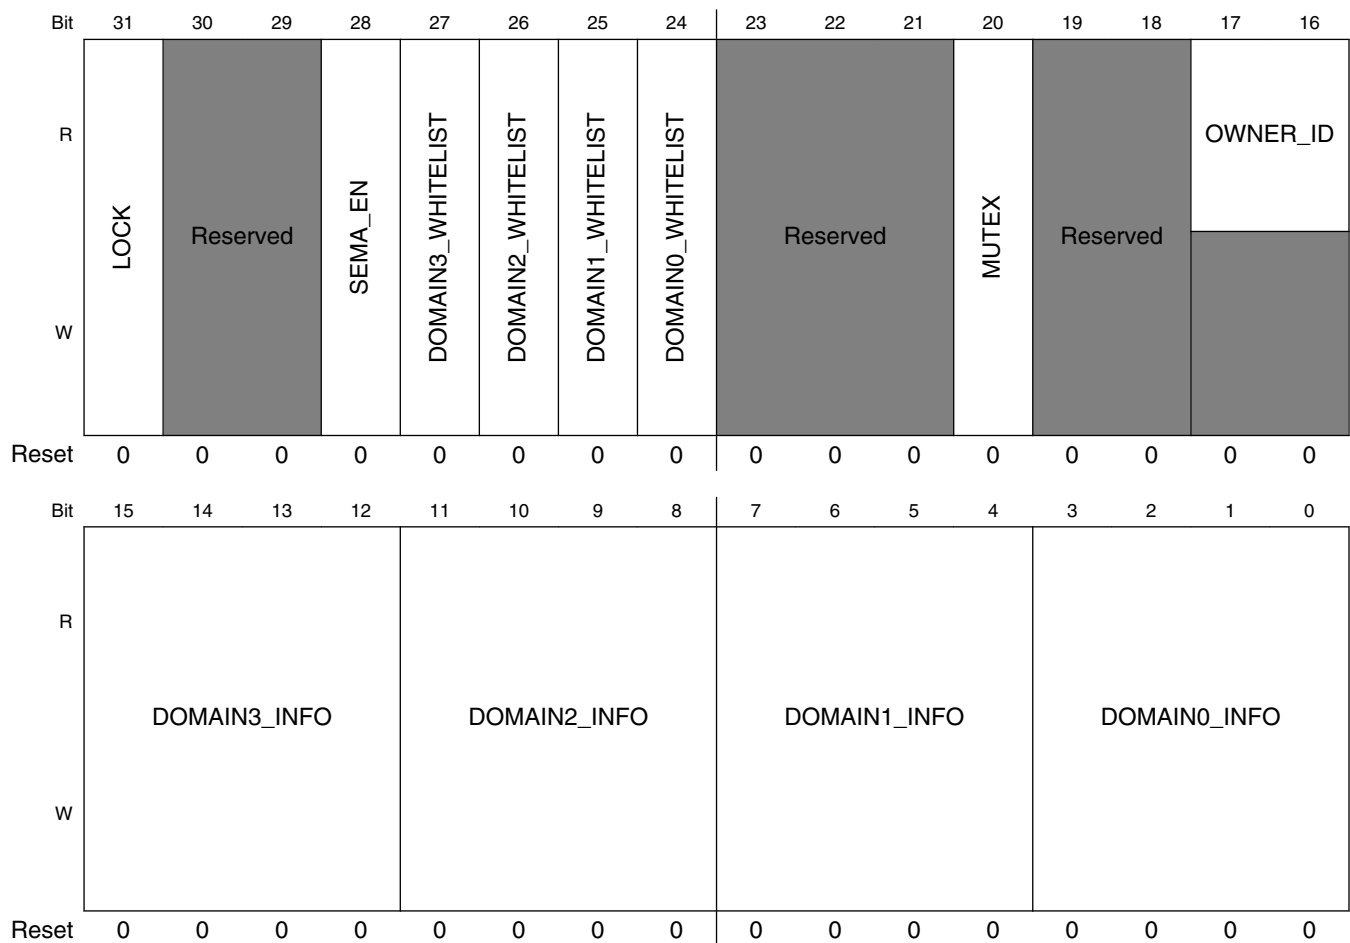 Bit 31 30 29 28 27 26 25 24 23 22 21 20 19 18 17 16
R
W
LOCK
Reserved
SEMA_EN
DOMAIN3_WHITELIST
DOMAIN2_WHITELIST
DOMAIN1_WHITELIST
DOMAIN0_WHITELIST
Reserved
MUTEX
Reserved
OWNER_ID
Reset 0 0 0 0 0 0 0 0 0 0 0 0 0 0 0 0
Bit 15 14 13 12 11 10 9 8 7 6 5 4 3 2 1 0
R
W
DOMAIN3_INFO DOMAIN2_INFO DOMAIN1_INFO DOMAIN0_INFO
Reset 0 0 0 0 0 0 0 0 0 0 0 0 0 0 0 0